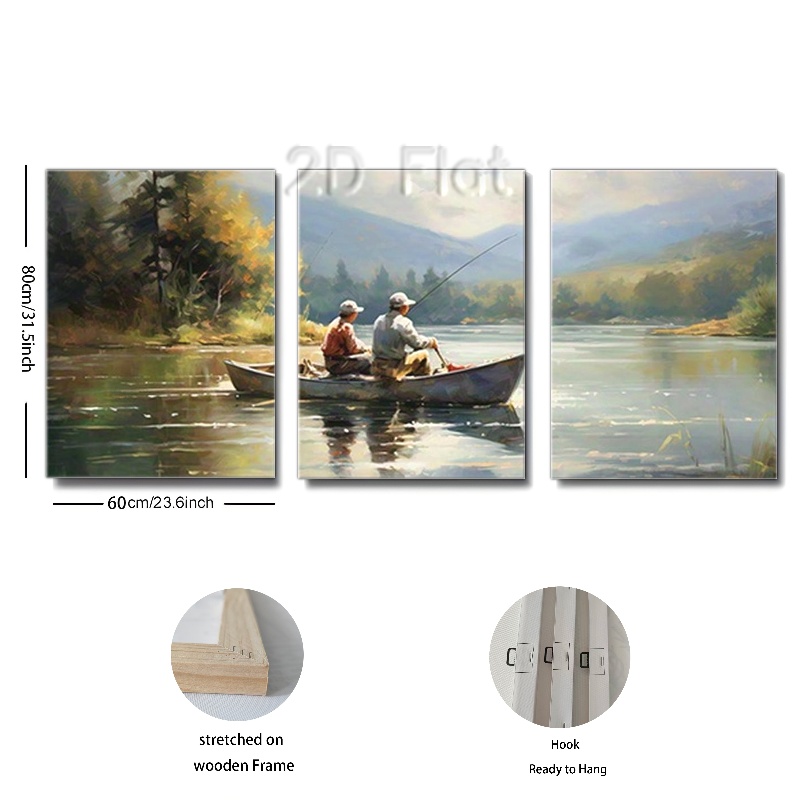 2D Flat
80cm/31.5inch
60cm/23.6inch
stretched on
wooden Frame
Hook
Ready to Hang